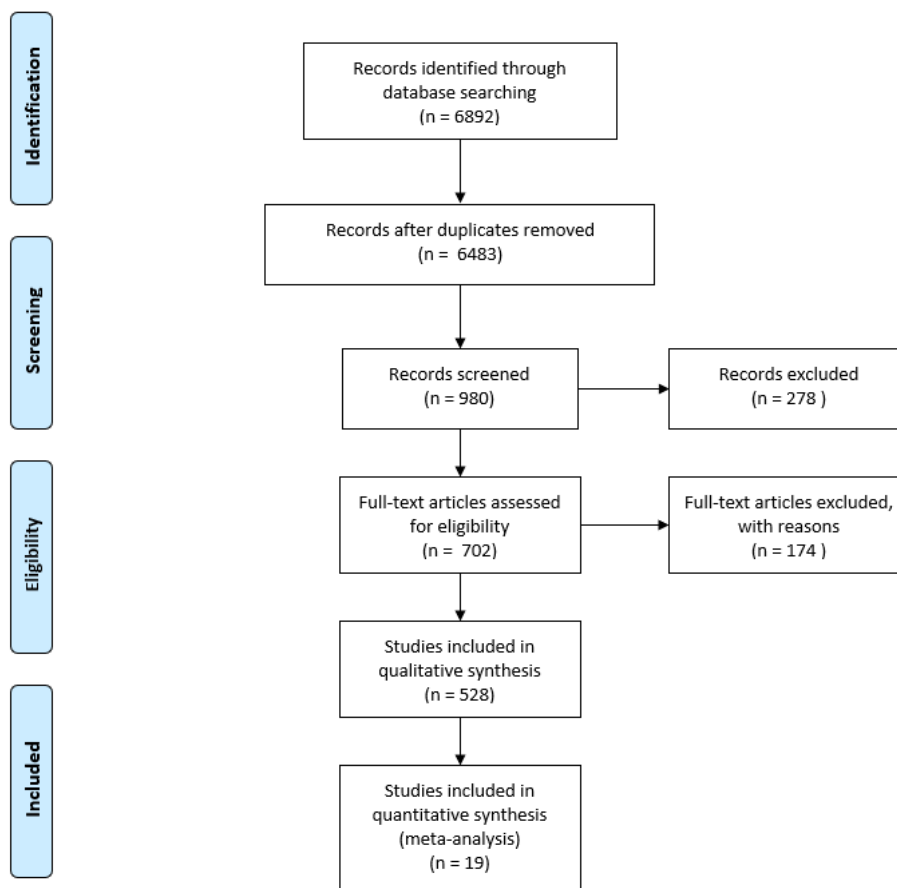 Identification
Records identified through
database searching
(n = 6892)
Records after duplicates removed
(n =  6483)
Screening
Records screened
(n = 980)
Records excluded
(n = 278 )
Eligibility
Full-text articles assessed
for eligibility
(n =  702)
Full-text articles excluded,
with reasons
(n = 174 )
Studies included in
qualitative synthesis
(n = 528)
Included
Studies included in
quantitative synthesis
(meta-analysis)
(n = 19)